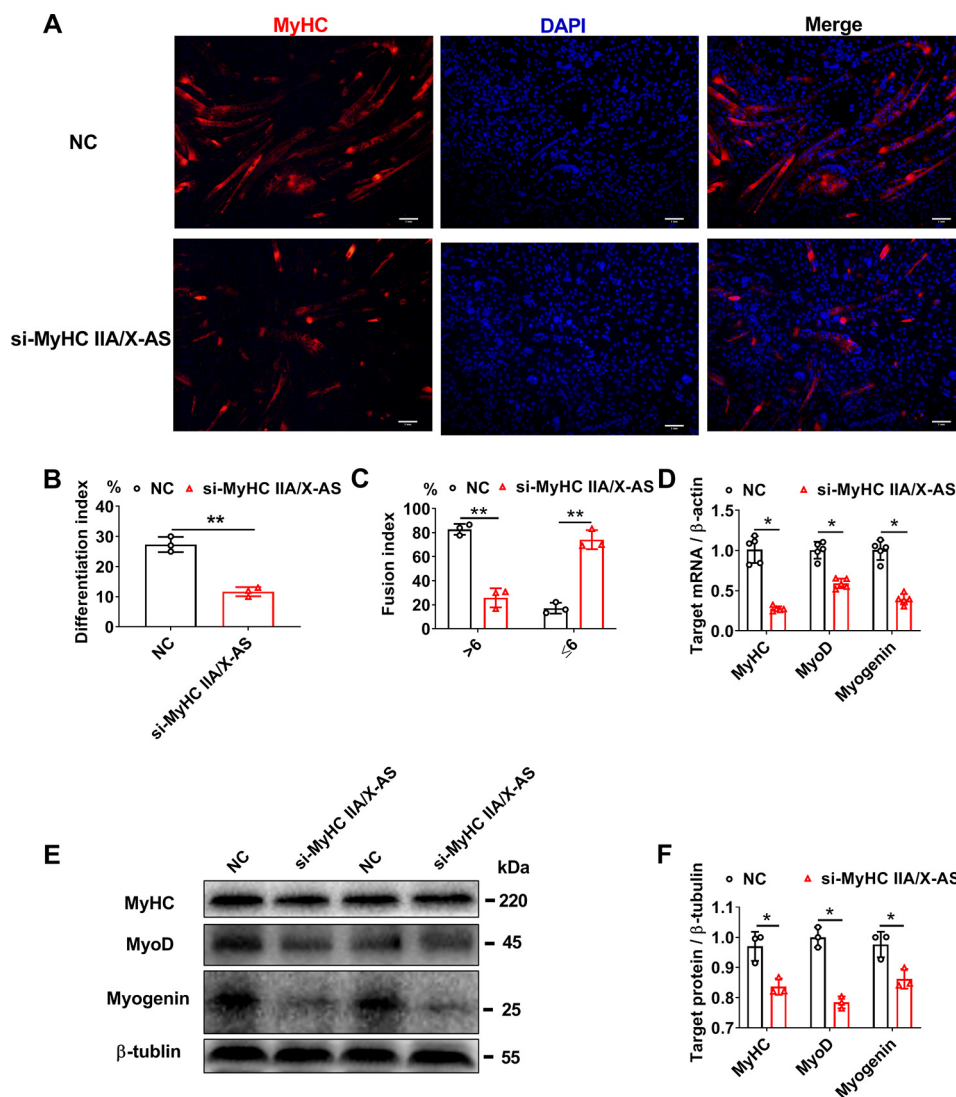 A
MyHC
DAPI
Merge
NC
si-MyHC IIA/X-AS
B
% NC si-MyHC IIA/X-AS
Differentiation index
**
40
30
20
10
0
NC
si-MyHC IIA/X-AS
C
% NC si-MyHC IIA/X-AS
Fusion index
** **
100
80
60
40
20
0
>6
≤6
D
NC si-MyHC IIA/X-AS
Target mRNA / β-actin
* * *
1.5
1.0
0.5
0.0
MyHC
MyoD
Myogenin
E
NC
si-MyHC IIA/X-AS
NC
si-MyHC IIA/X-AS
kDa
MyHC
220
MyoD
45
Myogenin
25
β-tublin
55
F
NC si-MyHC IIA/X-AS
Target protein / β-tubulin
* * *
1.1
1.0
0.9
0.8
0.7
MyHC
MyoD
Myogenin